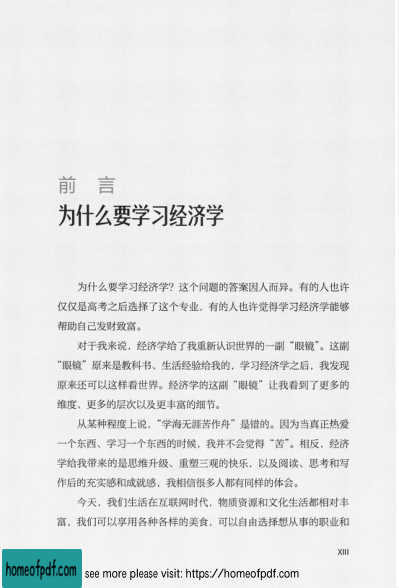 前 言
为什么要学习经济学
为什么要学习经济学？这个问题的答案因人而异。有的人也许
仅仅是高考之后选择了这个专业，有的人也许觉得学习经济学能够
帮助自己发财致富。
对于我来说，经济学给了我重新认识世界的一副“眼镜”。这副
“眼镜”原来是教科书、生活经验给我的，学习经济学之后，我发现
原来还可以这样看世界。经济学的这副“眼镜”让我看到了更多的
维度、更多的层次以及更丰富的细节。
从某种程度上说，“学海无涯苦作舟”是错的。因为当真正热爱
一个东西、学习一个东西的时候，我并不会觉得“苦”。相反，经济
学给我带来的是思维升级、重塑三观的快乐，以及阅读、思考和写
作后的充实感和成就感，我相信很多人都有同样的体会。
今天，我们生活在互联网时代，物质资源和文化生活都相对丰
富，我们可以享用各种各样的美食，可以自由选择想从事的职业和
XIII
homeofpdf.com
see more please visit: https://homeofpdf.com